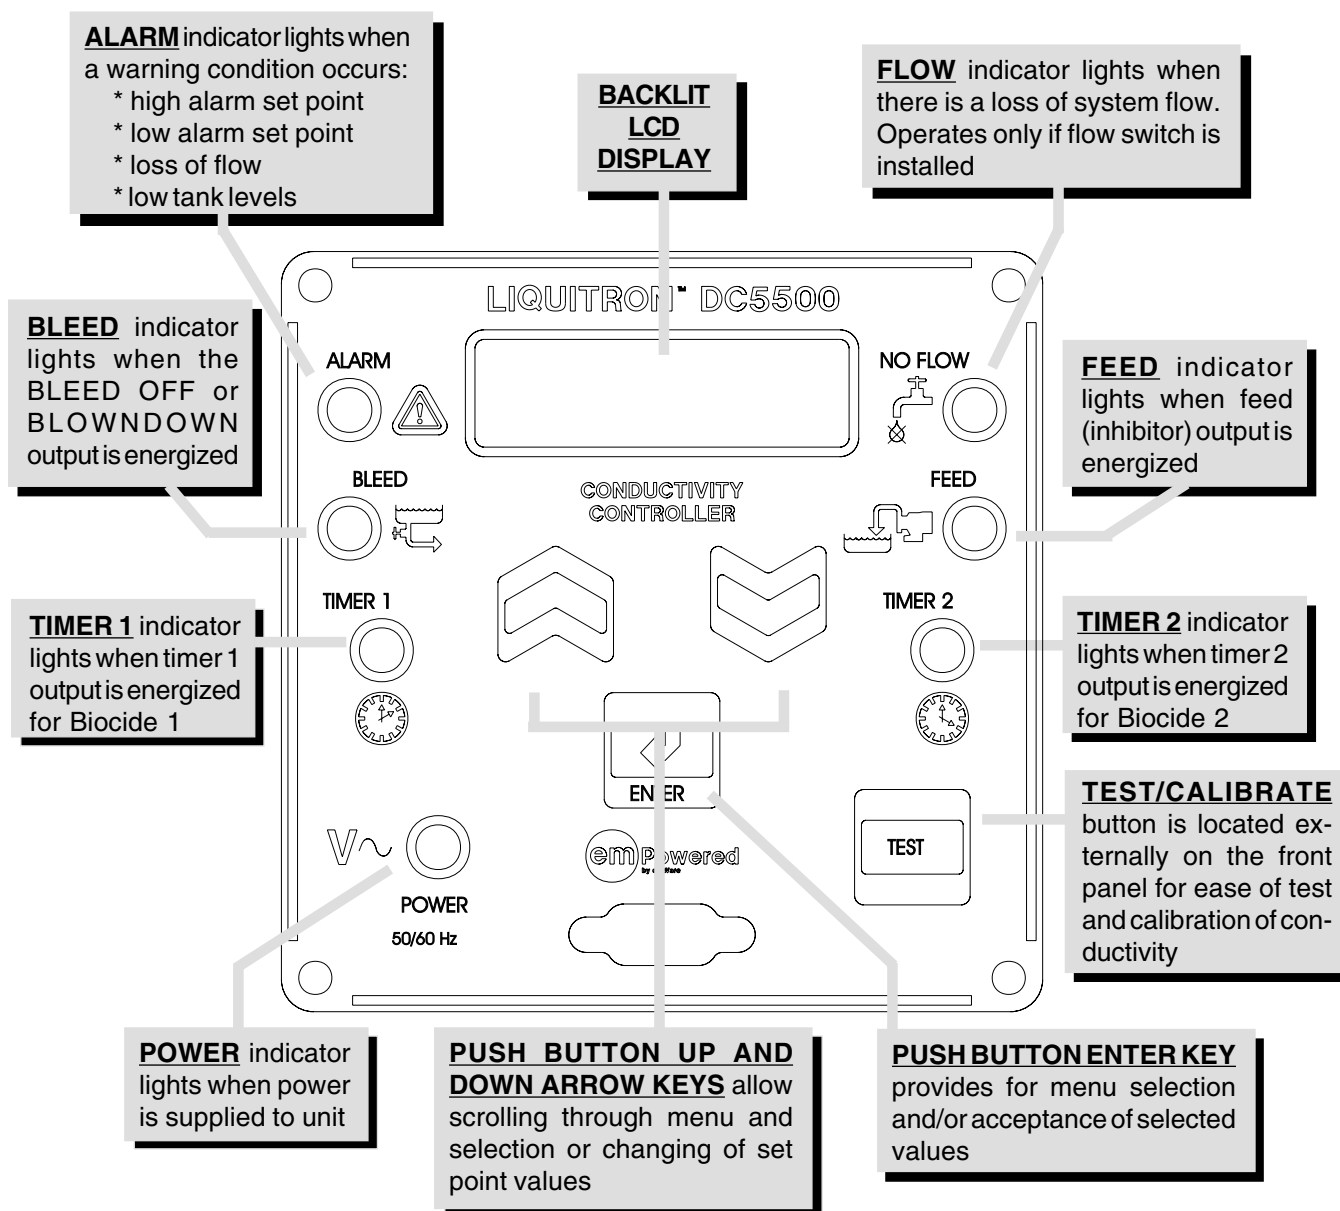 ALARM indicator lights when
a warning condition occurs:
* high alarm set point
* low alarm set point
* loss of flow
* low tank levels
BACKLIT
LCD
DISPLAY
FLOW indicator lights when
there is a loss of system flow.
Operates only if flow switch is
installed
BLEED indicator
lights when the
BLEED OFF or
BLOWNDOWN
output is energized
FEED indicator
lights when feed
(inhibitor) output is
energized
TIMER 1 indicator
lights when timer 1
output is energized
for Biocide 1
TIMER 2 indicator
lights when timer 2
output is energized
for Biocide 2
TEST/CALIBRATE
button is located ex-
ternally on the front
panel for ease of test
and calibration of con-
ductivity
LIQUITRON™ DC5500
ALARM
NO FLOW
BLEED
CONDUCTIVITY
CONTROLLER
FEED
TIMER 1
TIMER 2
ENTER
V
emPowered
by Ware
TEST
POWER
50/60 Hz
POWER indicator
lights when power
is supplied to unit
PUSH BUTTON UP AND
DOWN ARROW KEYS allow
scrolling through menu and
selection or changing of set
point values
PUSH BUTTON ENTER KEY
provides for menu selection
and/or acceptance of selected
values